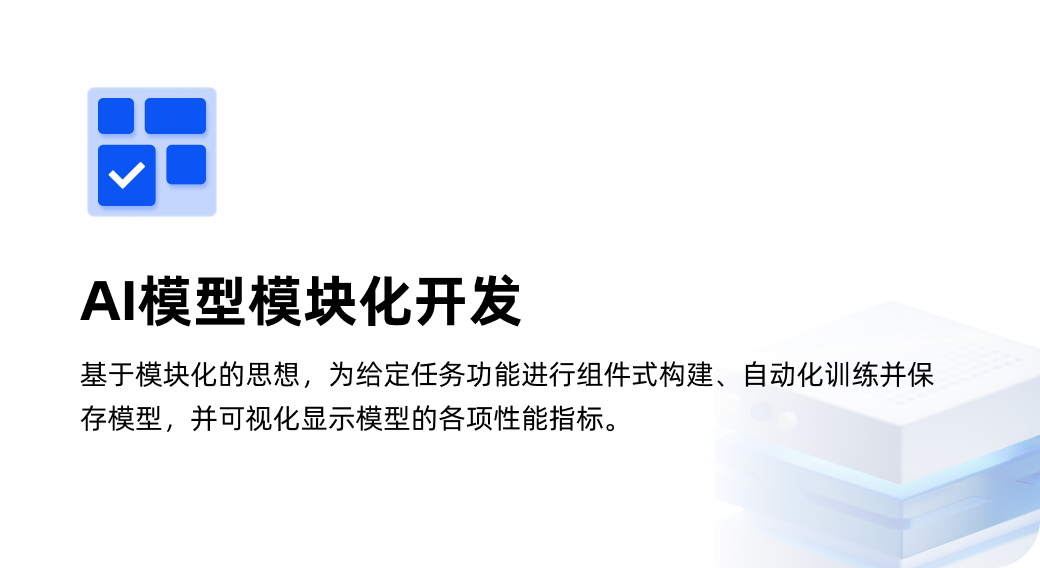 AI模型模块化开发
基于模块化的思想，为给定任务功能进行组件式构建、自动化训练并保
存模型，并可视化显示模型的各项性能指标。